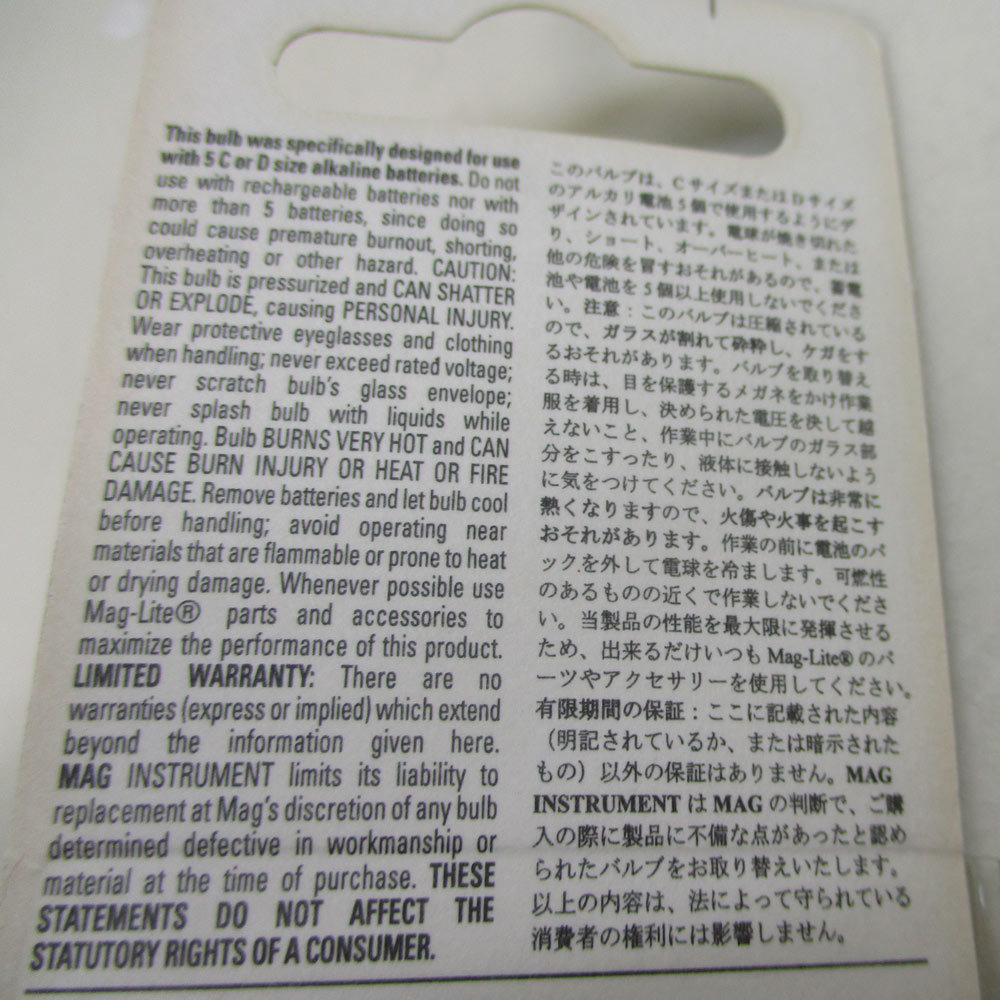 This bulb was specifically designed for use
with 5 C or D size alkaline batteries. Do not
use with rechargeable batteries nor with
more than 5 batteries, since doing so
could cause premature burnout, shorting,
overheating or other hazard. CAUTION:
This bulb is pressurized and CAN SHATTER
OR EXPLODE, causing PERSONAL INJURY.
Wear protective eyeglasses and clothing
when handling; never exceed rated voltage;
never scratch bulb's glass envelope;
never splash bulb with liquids while
operating. Bulb BURNS VERY HOT and CAN
CAUSE BURN INJURY OR HEAT OR FIRE
DAMAGE. Remove batteries and let bulb cool
before handling; avoid operating near
materials that are flammable or prone to heat
or drying damage. Whenever possible use
Mag-Lite® parts and accessories to
maximize the performance of this product.
LIMITED WARRANTY: There are no
warranties (express or implied) which extend
beyond the information given here.
MAG INSTRUMENT limits its liability to
replacement at Mag's discretion of any bulb
determined defective in workmanship or
material at the time of purchase. THESE
STATEMENTS DO NOT AFFECT THE
STATUTORY RIGHTS OF A CONSUMER.
このバルブは、CサイズまたはDサイズ
のアルカリ電池5個で使用するようにデ
ザインされています。電球が焼き切れた
り、ショート、オーバーヒート、または
他の危険を冒すおそれがあるので、蓄電
池や電池を5個以上使用しないでくださ
い。注意：このバルブは圧縮されている
ので、ガラスが割れて砕粋し、ケガをす
るおそれがあります。バルブを取り替え
る時は、目を保護するメガネをかけ作業
服を着用し、決められた電圧を決して越
えないこと、作業中にバルブのガラス部
分をこすったり、液体に接触しないよう
に気をつけてください。バルブは非常に
熱くなりますので、火傷や火事を起こす
おそれがあります。作業の前に電池のパ
ックを外して電球を冷まします。可燃性
のあるものの近くで作業しないでくださ
い。当製品の性能を最大限に発揮させる
ため、出来るだけいつも Mag-Lite® のパ
ーツやアクセサリーを使用してください。
有限期間の保証：ここに記載された内容
（明記されているか、または暗示された
もの）以外の保証はありません。MAG
INSTRUMENT は MAG の判断で、ご購
入の際に製品に不備な点があったと認め
られたバルブをお取り替えいたします。
以上の内容は、法によって守られている
消費者の権利には影響しません。